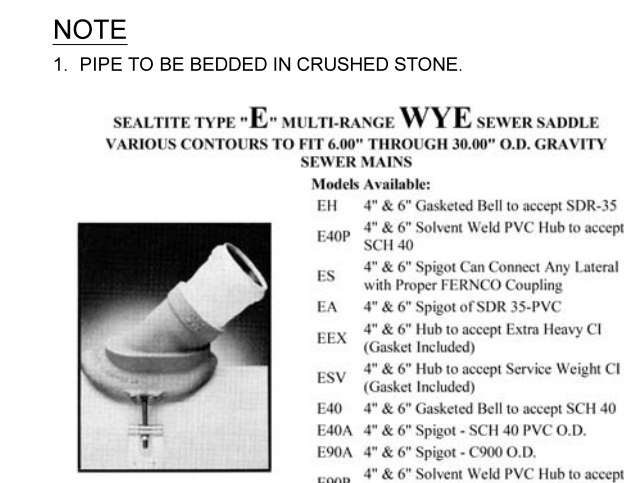 NOTE
1. PIPE TO BE BEDDED IN CRUSHED STONE.
SEALTITE TYPE "E" MULTI-RANGE WYE SEWER SADDLE
VARIOUS CONTOURS TO FIT 6.00" THROUGH 30.00" O.D. GRAVITY
SEWER MAINS
Models Available:
EH 4" & 6" Gasketed Bell to accept SDR-35
E40P 4" & 6" Solvent Weld PVC Hub to accept
SCH 40
ES 4" & 6" Spigot Can Connect Any Lateral
with Proper FERNCO Coupling
EA 4" & 6" Spigot of SDR 35-PVC
EEX 4" & 6" Hub to accept Extra Heavy CI
(Gasket Included)
ESV 4" & 6" Hub to accept Service Weight CI
(Gasket Included)
E40 4" & 6" Gasketed Bell to accept SCH 40
E40A 4" & 6" Spigot - SCH 40 PVC O.D.
E90A 4" & 6" Spigot - C900 O.D.
E90P 4" & 6" Solvent Weld PVC Hub to accept